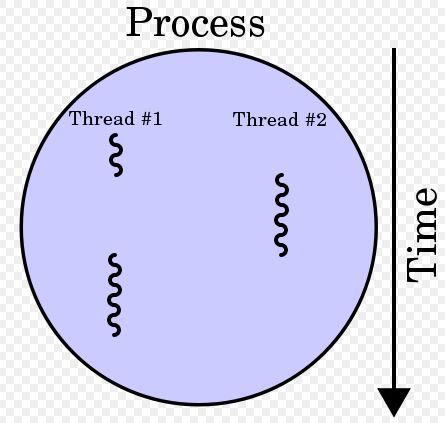 Process
Thread #1
Thread #2
Time